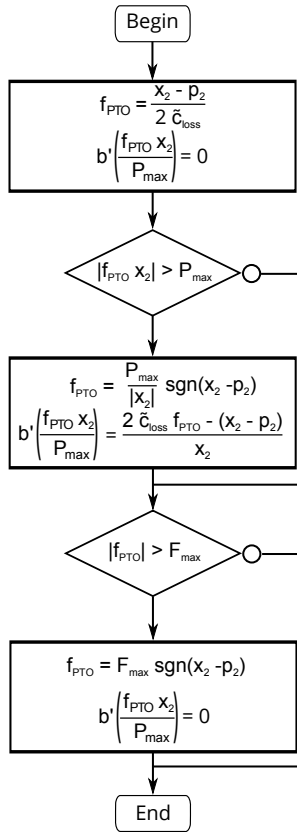 Begin
f_PTO = (x_2 - p_2) / (2 c̃_loss)
b'(f_PTO x_2 / P_max) = 0
|f_PTO x_2| > P_max
f_PTO = P_max / |x_2| sgn(x_2 -p_2)
b'(f_PTO x_2 / P_max) = (2 c̃_loss f_PTO - (x_2 - p_2)) / x_2
|f_PTO| > F_max
f_PTO = F_max sgn(x_2 -p_2)
b'(f_PTO x_2 / P_max) = 0
End